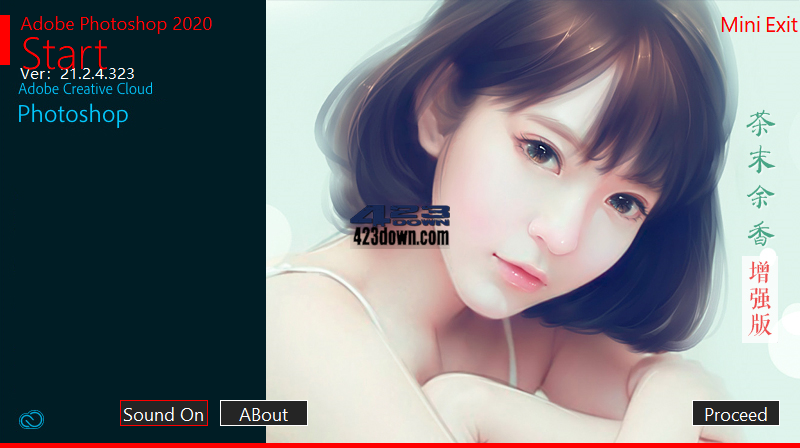 Adobe Photoshop 2020
Start
Ver: 21.2.4.323
Adobe Creative Cloud
Photoshop
Mini Exit
茶末余香
增强版
423
DOWN
423down.com
Sound On
ABout
Proceed